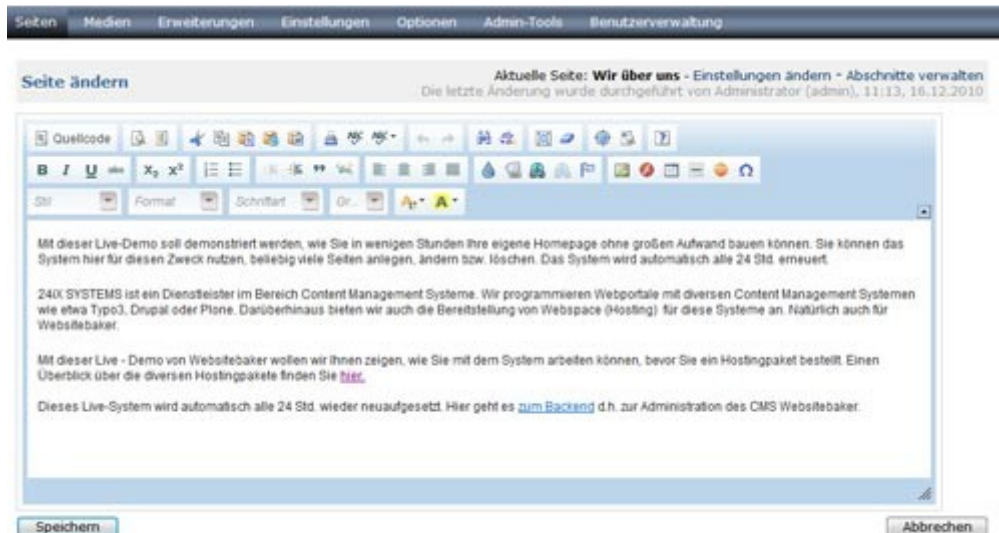 Seiten Medien Erweiterungen Einstellungen Optionen Admin-Tools Benutzerverwaltung
Seite ändern
Aktuelle Seite: Wir über uns - Einstellungen ändern - Abschnitte verwalten
Die letzte Änderung wurde durchgeführt von Administrator (admin), 11:13, 16.12.2010
Quellcode
B I U abc X₂ X²
Stil Format Schriftart Gr...
Mit dieser Live-Demo soll demonstriert werden, wie Sie in wenigen Stunden Ihre eigene Homepage ohne großen Aufwand bauen können. Sie können das
System hier für diesen Zweck nutzen, beliebig viele Seiten anlegen, ändern bzw. löschen. Das System wird automatisch alle 24 Std. erneuert.
24iX SYSTEMS ist ein Dienstleister im Bereich Content Management Systeme. Wir programmieren Webportale mit diversen Content Management Systemen
wie etwa Typo3, Drupal oder Plone. Darüberhinaus bieten wir auch die Bereitstellung von Webspace (Hosting) für diese Systeme an. Natürlich auch für
Websitebaker.
Mit dieser Live - Demo von Websitebaker wollen wir Ihnen zeigen, wie Sie mit dem System arbeiten können, bevor Sie ein Hostingpaket bestellt. Einen
Überblick über die diversen Hostingpakete finden Sie hier.
Dieses Live-System wird automatisch alle 24 Std. wieder neuaufgesetzt. Hier geht es zum Backend d.h. zur Administration des CMS Websitebaker.
Speichern Abbrechen